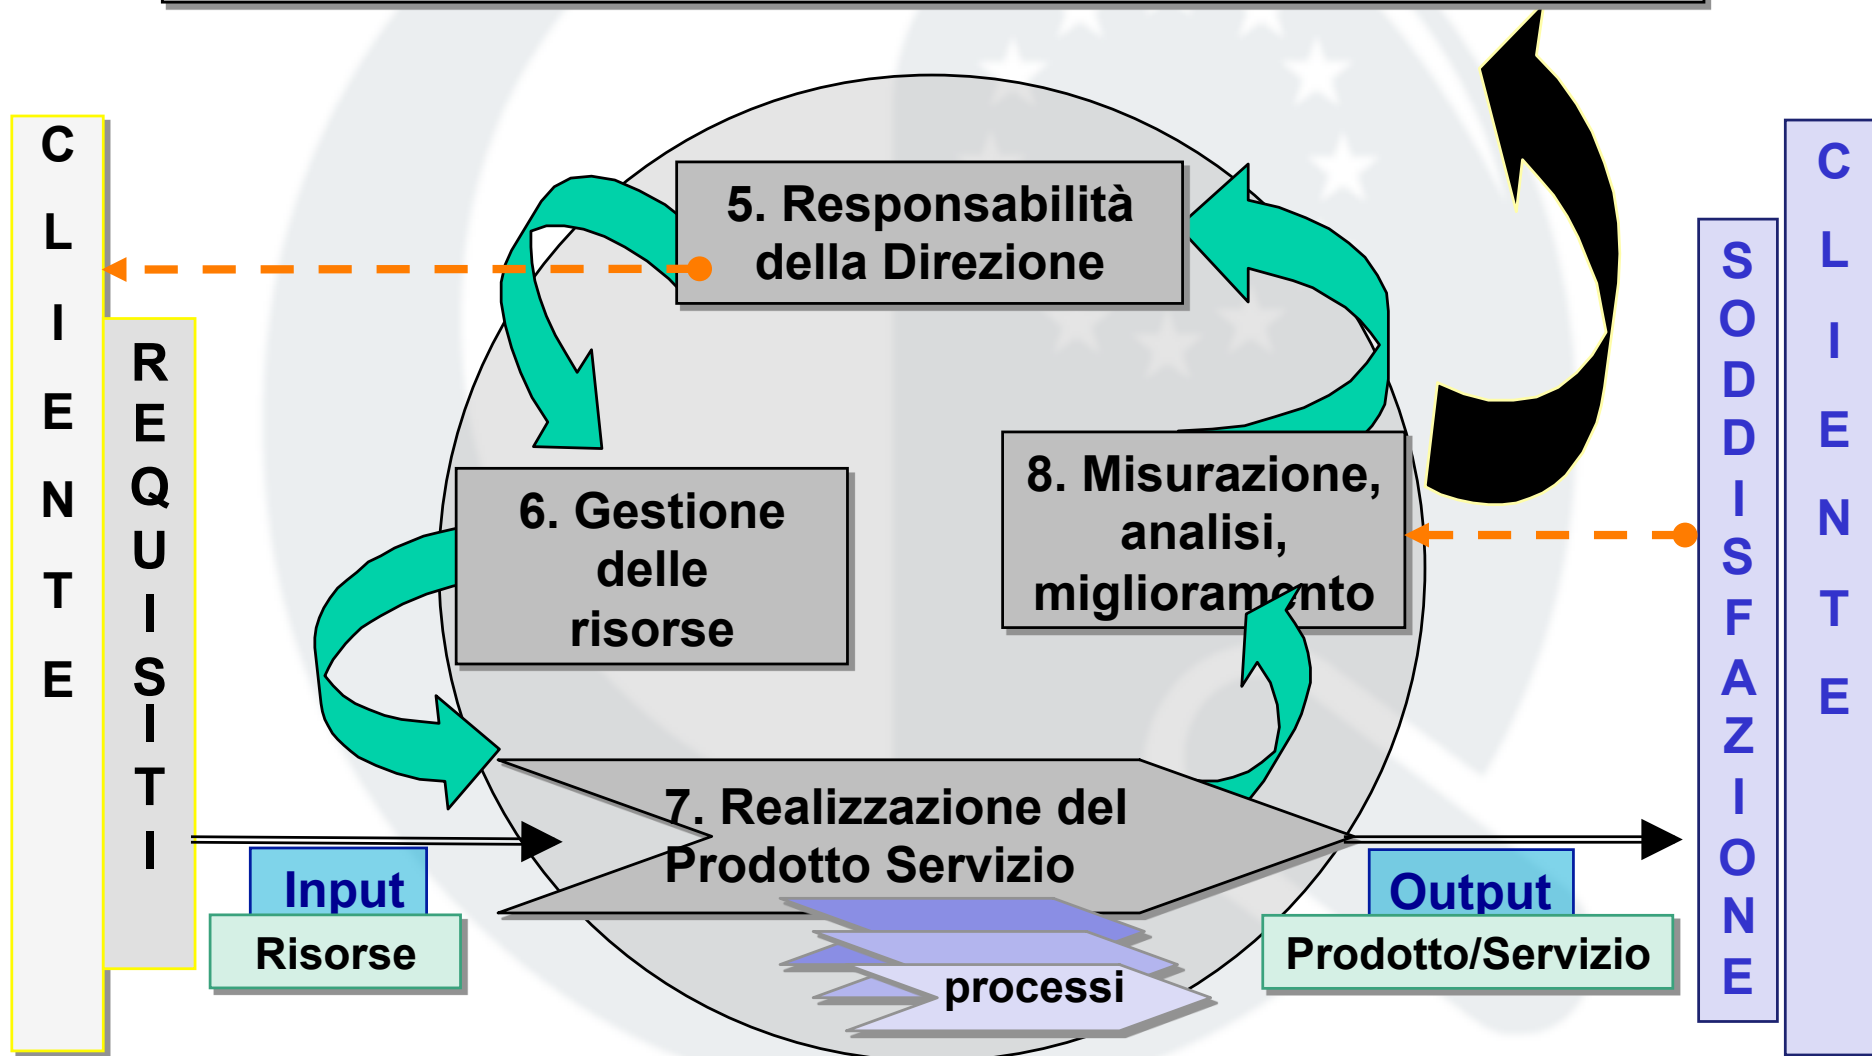 CLIENTE
REQUISITI
5. Responsabilità
della Direzione
6. Gestione
delle
risorse
8. Misurazione,
analisi,
miglioramento
7. Realizzazione del
Prodotto Servizio
processi
Input
Risorse
Output
Prodotto/Servizio
SODDISFAZIONE
CLIENTE